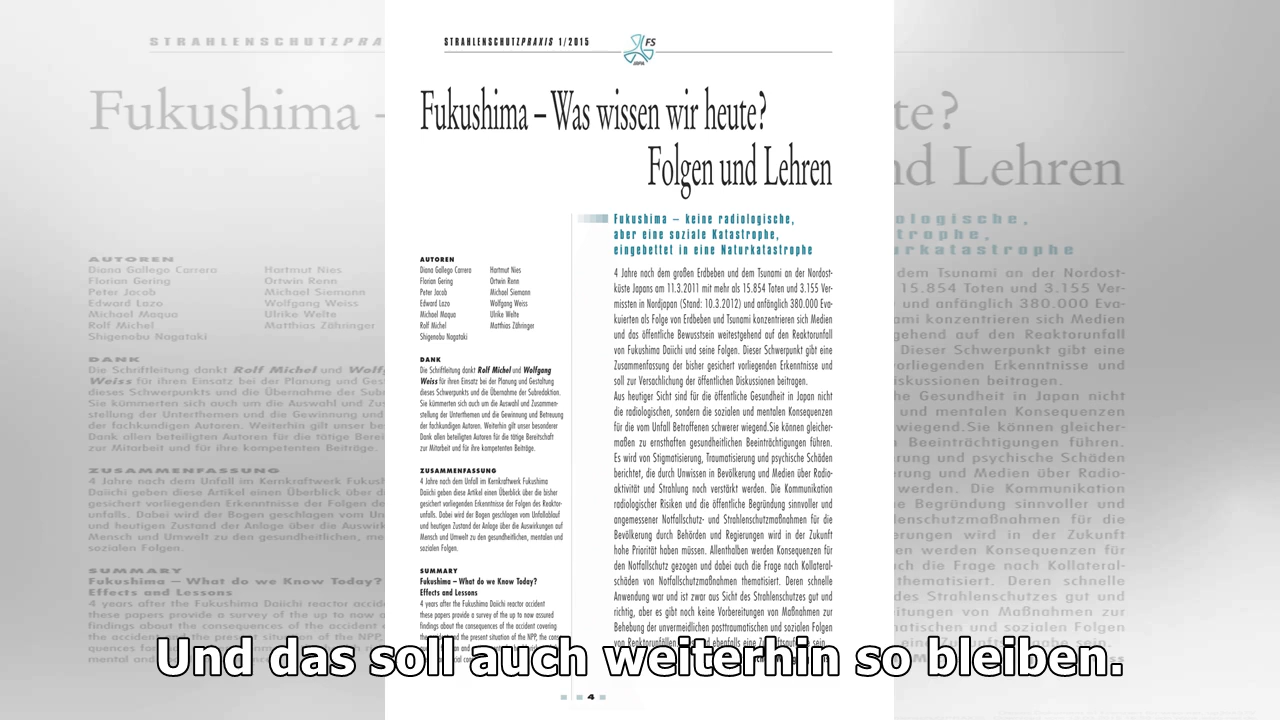 STRAHLENSCHUTZPRAXIS 1/2015
FS
IRPA
Fukushima – Was wissen wir heute?
Folgen und Lehren
AUTOREN
Diana Gallego Carrera
Florian Gering
Peter Jacob
Edward Lazo
Michael Maqua
Rolf Michel
Shigenobu Nagataki
Hartmut Nies
Ortwin Renn
Michael Siemann
Wolfgang Weiss
Ulrike Welte
Matthias Zähringer
DANK
Die Schriftleitung dankt Rolf Michel und Wolfgang
Weiss für ihren Einsatz bei der Planung und Gestaltung
dieses Schwerpunkts und die Übernahme der Subredaktion.
Sie kümmerten sich auch um die Auswahl und Zusammen-
stellung der Unterthemen und die Gewinnung und Betreuung
der fachkundigen Autoren. Weiterhin gilt unser besonderer
Dank allen beteiligten Autoren für die tätige Bereitschaft
zur Mitarbeit und für ihre kompetenten Beiträge.
ZUSAMMENFASSUNG
4 Jahre nach dem Unfall im Kernkraftwerk Fukushima
Daiichi geben diese Artikel einen Überblick über die bisher
gesichert vorliegenden Erkenntnisse der Folgen des Reaktor-
unfalls. Dabei wird der Bogen geschlagen vom Unfallablauf
und heutigen Zustand der Anlage über die Auswirkungen auf
Mensch und Umwelt zu den gesundheitlichen, mentalen und
sozialen Folgen.
SUMMARY
Fukushima – What do we Know Today?
Effects and Lessons
4 years after the Fukushima Daiichi reactor accident
these papers provide a survey of the up to now assured
findings about the consequences of the accident covering
the accident and the present situation of the NPP, the conse-
Fukushima – keine radiologische,
aber eine soziale Katastrophe,
eingebettet in eine Naturkatastrophe
4 Jahre nach dem großen Erdbeben und dem Tsunami an der Nordost-
küste Japans am 11.3.2011 mit mehr als 15.854 Toten und 3.155 Ver-
missten in Nordjapan (Stand: 10.3.2012) und anfänglich 380.000 Eva-
kuierten als Folge von Erdbeben und Tsunami konzentrieren sich Medien
und das öffentliche Bewusstsein weitestgehend auf den Reaktorunfall
von Fukushima Daiichi und seine Folgen. Dieser Schwerpunkt gibt eine
Zusammenfassung der bisher gesichert vorliegenden Erkenntnisse und
soll zur Versachlichung der öffentlichen Diskussionen beitragen.
Aus heutiger Sicht sind für die öffentliche Gesundheit in Japan nicht
die radiologischen, sondern die sozialen und mentalen Konsequenzen
für die vom Unfall Betroffenen schwerer wiegend.Sie können gleicher-
maßen zu ernsthaften gesundheitlichen Beeinträchtigungen führen.
Es wird von Stigmatisierung, Traumatisierung und psychische Schäden
berichtet, die durch Unwissen in Bevölkerung und Medien über Radio-
aktivität und Strahlung noch verstärkt werden. Die Kommunikation
radiologischer Risiken und die öffentliche Begründung sinnvoller und
angemessener Notfallschutz- und Strahlenschutzmaßnahmen für die
Bevölkerung durch Behörden und Regierungen wird in der Zukunft
hohe Priorität haben müssen. Allenthalben werden Konsequenzen für
den Notfallschutz gezogen und dabei auch die Frage nach Kollateral-
schäden von Notfallschutzmaßnahmen thematisiert. Deren schnelle
Anwendung war und ist zwar aus Sicht des Strahlenschutzes gut und
richtig, aber es gibt noch keine Vorbereitungen von Maßnahmen zur
Behebung der unvermeidlichen posttraumatischen und sozialen Folgen
von Reaktorunfällen
Und das soll auch weiterhin so bleiben.
4